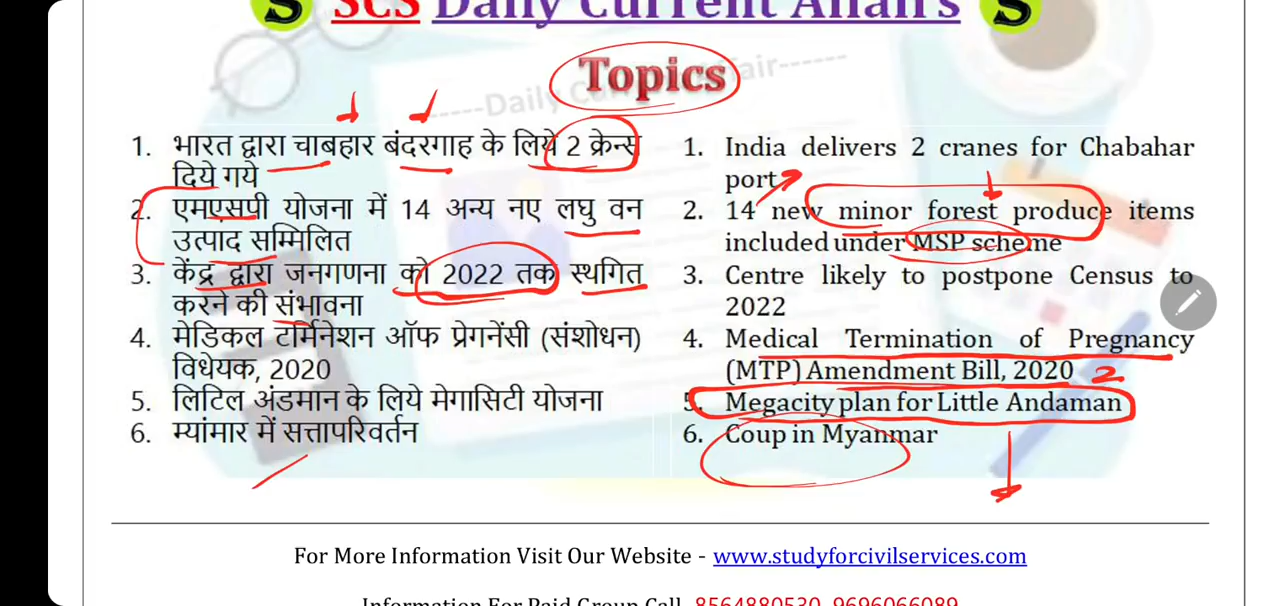 S SCS Daily Current Affairs S
Topics
------Daily Current Affair------
1. भारत द्वारा चाबहार बंदरगाह के लिये 2 क्रेन्स
दिये गये
2. एमएसपी योजना में 14 अन्य नए लघु वन
उत्पाद सम्मिलित
3. केंद्र द्वारा जनगणना को 2022 तक स्थगित
करने की संभावना
4. मेडिकल टर्मिनेशन ऑफ प्रेगनेंसी (संशोधन)
विधेयक, 2020
5. लिटिल अंडमान के लिये मेगासिटी योजना
6. म्यांमार में सत्तापरिवर्तन
1. India delivers 2 cranes for Chabahar
port
2. 14 new minor forest produce items
included under MSP scheme
3. Centre likely to postpone Census to
2022
4. Medical Termination of Pregnancy
(MTP) Amendment Bill, 2020 2
5. Megacity plan for Little Andaman
6. Coup in Myanmar
For More Information Visit Our Website - www.studyforcivilservices.com
Information For Paid Group Call 8564880530, 9696066089